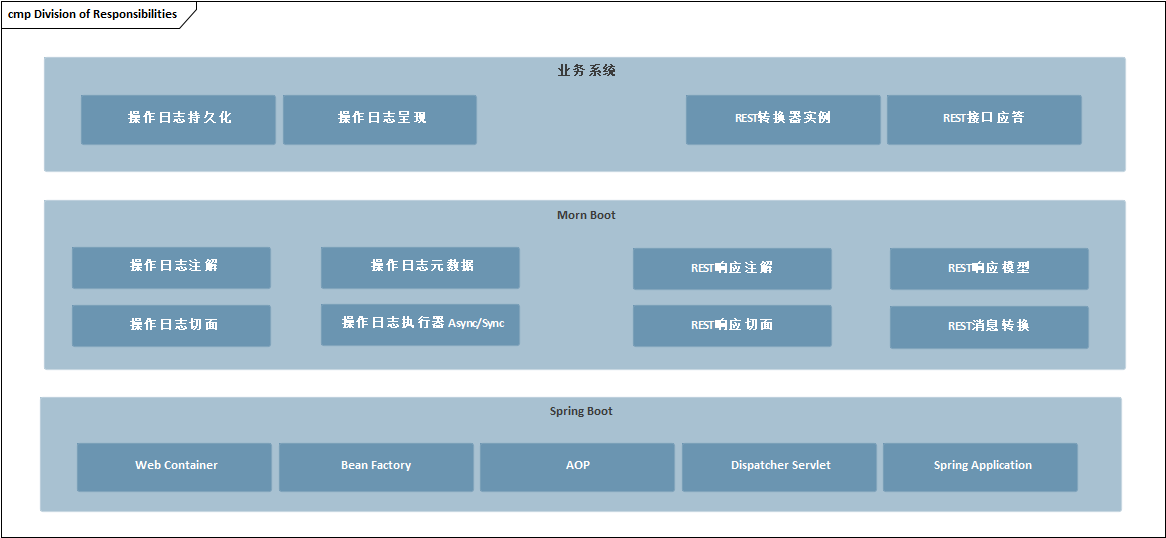 cmp Division of Responsibilities
业务系统
操作日志持久化
操作日志呈现
REST转换器实例
REST接口应答
Morn Boot
操作日志注解
操作日志元数据
REST响应注解
REST响应模型
操作日志切面
操作日志执行器 Async/Sync
REST响应切面
REST消息转换
Spring Boot
Web Container
Bean Factory
AOP
Dispatcher Servlet
Spring Application